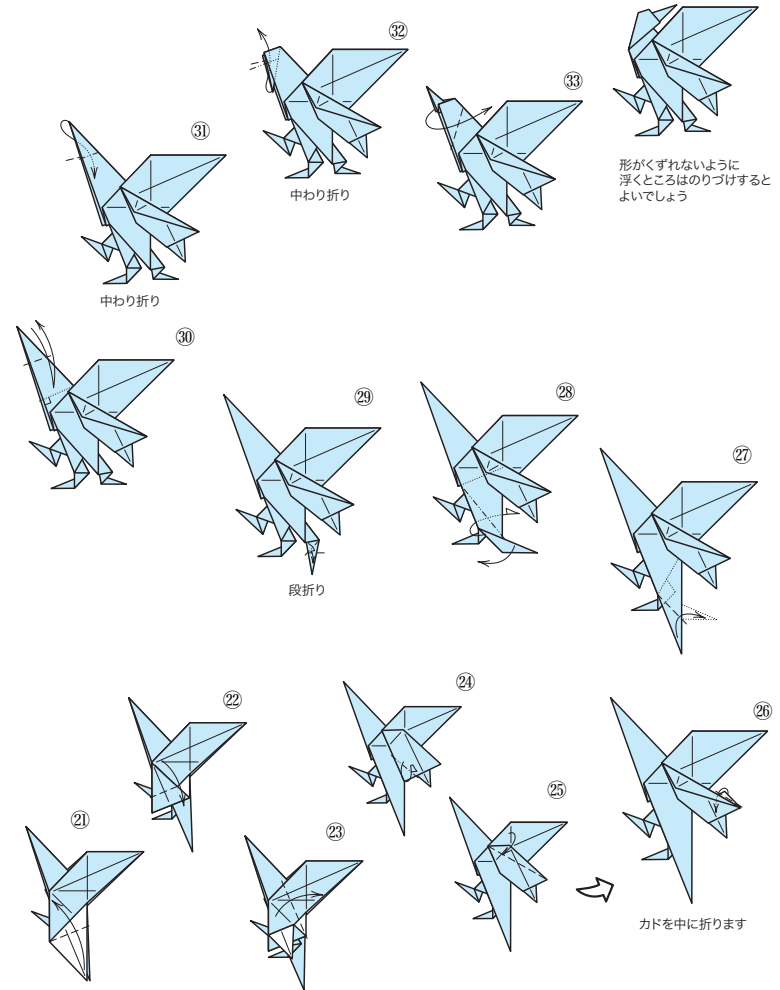 ㉜
㉝
㉛
中わり折り
形がくずれないように
浮くところはのりづけすると
よいでしょう
中わり折り
㉚
㉙
㉘
㉗
段折り
㉒
㉔
㉖
㉑
㉓
㉕
カドを中に折ります